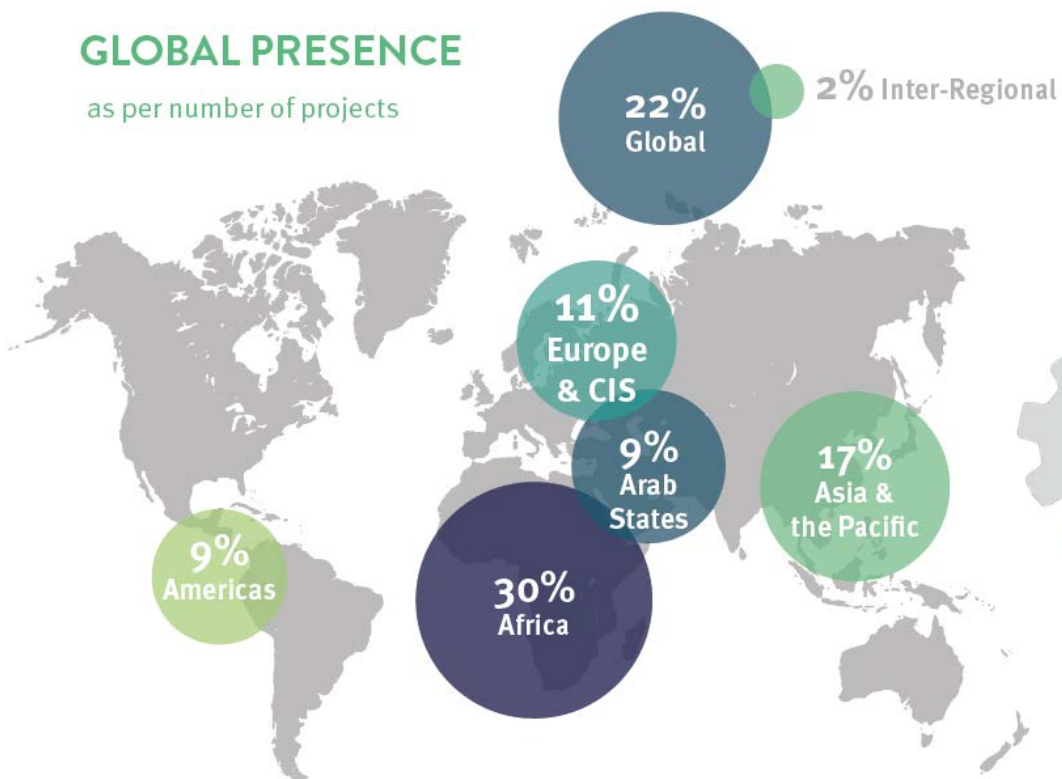 GLOBAL PRESENCE
as per number of projects
22%
Global
2% Inter-Regional
11%
Europe
& CIS
9%
Arab
States
17%
Asia &
the Pacific
9%
Americas
30%
Africa